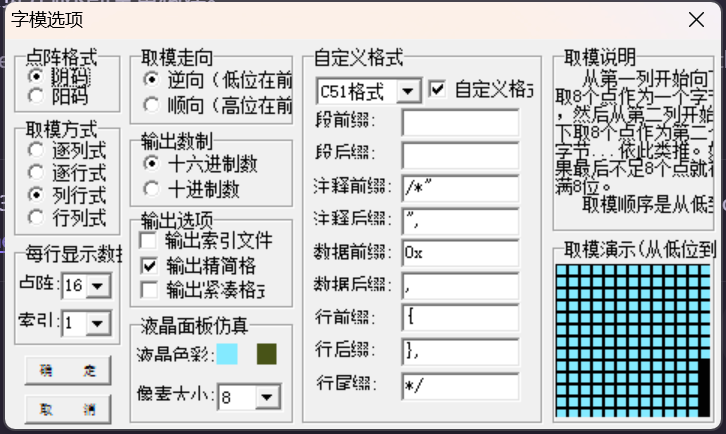 字模选项
点阵格式
阴码
阳码
取模方式
逐列式
逐行式
列行式
行列式
每行显示数据
点阵: 16
索引: 1
确 定
取 消
取模走向
逆向（低位在前
顺向（高位在前
输出数制
十六进制数
十进制数
输出选项
输出索引文件
输出精简格
输出紧凑格式
液晶面板仿真
液晶色彩:
像素大小: 8
自定义格式
C51格式
自定义格式
段前缀:
段后缀:
注释前缀: /*"
注释后缀: ",
数据前缀: 0x
数据后缀: ,
行前缀: {
行后缀: },
行尾缀: */
取模说明
从第一列开始向下
取8个点作为一个字节
，然后从第二列开始
下取8个点作为第二个
字节...依此类推。如
果最后不足8个点就补
满8位。
取模顺序是从低到
取模演示(从低位到